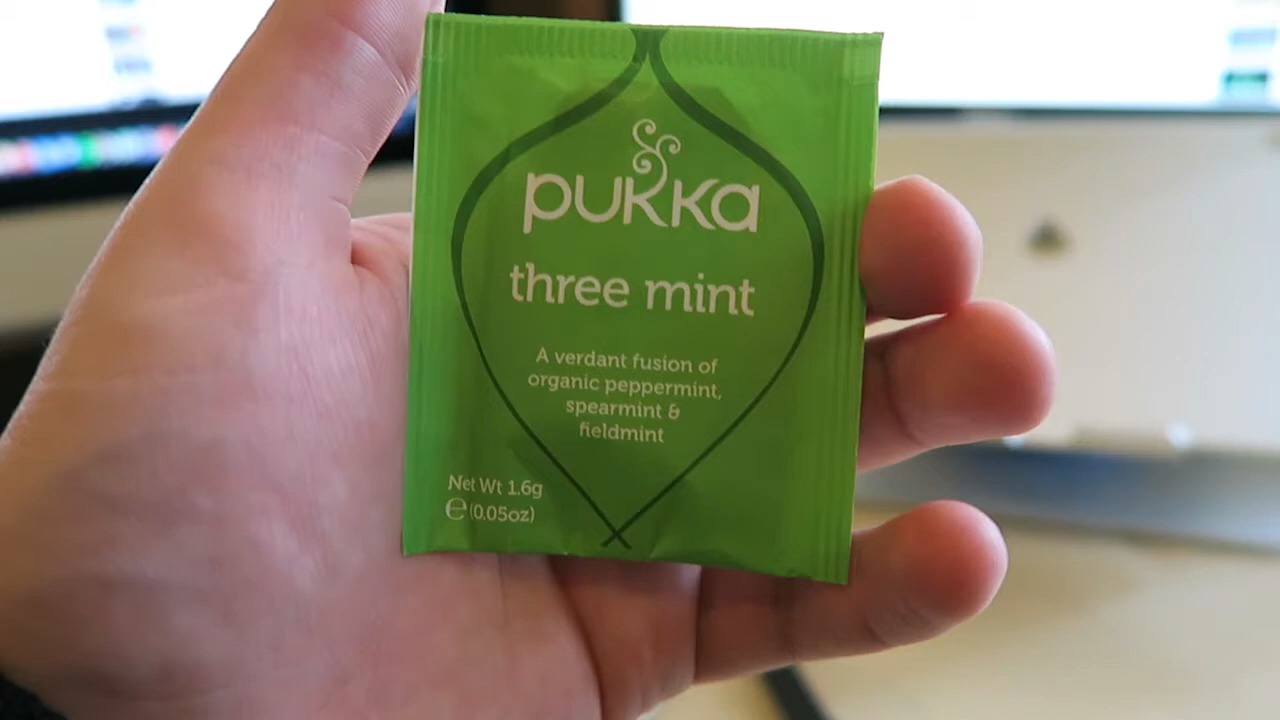 pukka
three mint
A verdant fusion of
organic peppermint,
spearmint &
fieldmint
Net Wt 1.6g
℮ (0.05oz)